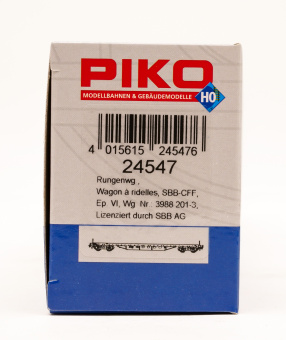 PIKO
MODELLBAHNEN & GEBÄUDEMODELLE
H0
4 015615 245476
24547
Rungenwg.,
Wagon à ridelles, SBB-CFF,
Ep. VI, Wg. Nr.: 3988 201-3,
Lizenziert durch SBB AG